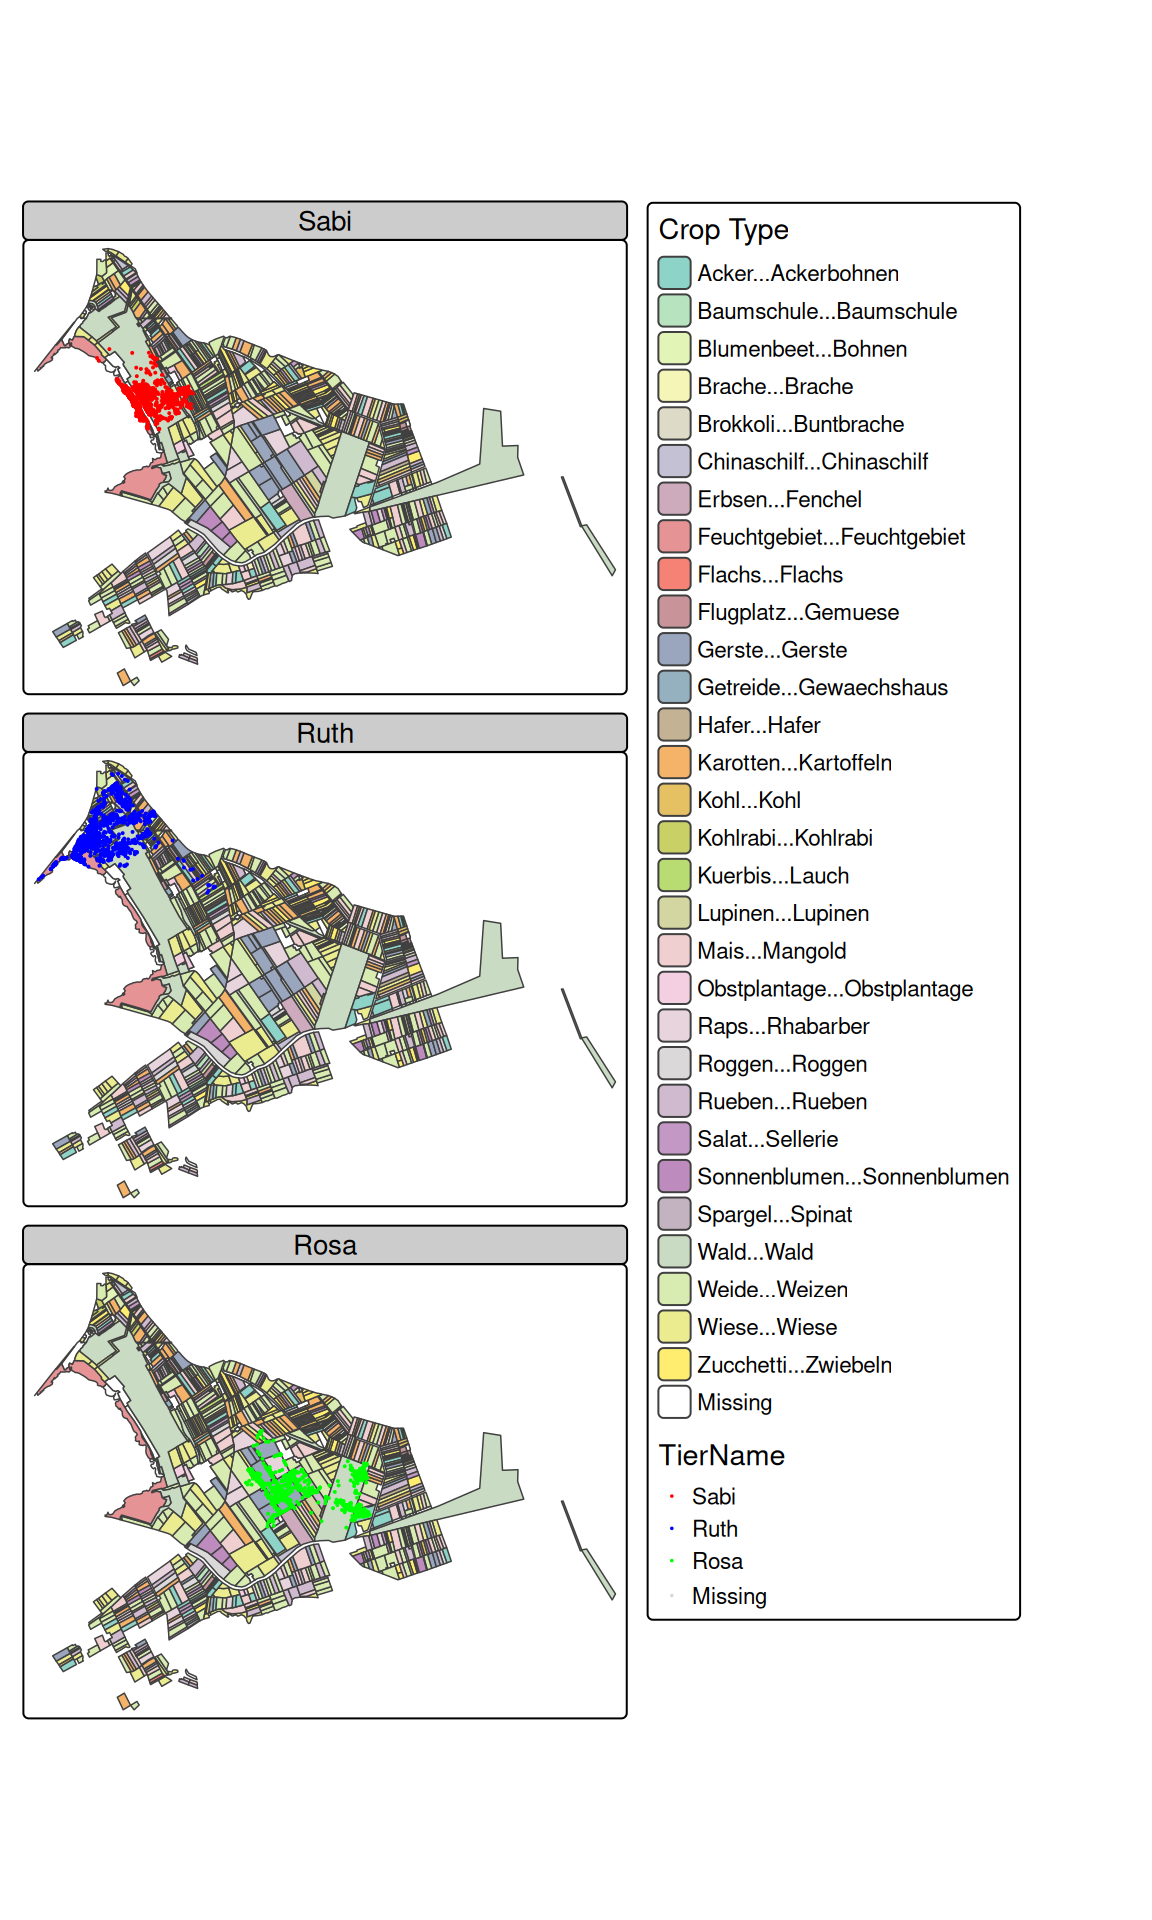 Sabi
Ruth
Rosa
Crop Type
Acker...Ackerbohnen
Baumschule...Baumschule
Blumenbeet...Bohnen
Brache...Brache
Brokkoli...Buntbrache
Chinaschilf...Chinaschilf
Erbsen...Fenchel
Feuchtgebiet...Feuchtgebiet
Flachs...Flachs
Flugplatz...Gemuese
Gerste...Gerste
Getreide...Gewaechshaus
Hafer...Hafer
Karotten...Kartoffeln
Kohl...Kohl
Kohlrabi...Kohlrabi
Kuerbis...Lauch
Lupinen...Lupinen
Mais...Mangold
Obstplantage...Obstplantage
Raps...Rhabarber
Roggen...Roggen
Rueben...Rueben
Salat...Sellerie
Sonnenblumen...Sonnenblumen
Spargel...Spinat
Wald...Wald
Weide...Weizen
Wiese...Wiese
Zucchetti...Zwiebeln
Missing
TierName
Sabi
Ruth
Rosa
Missing